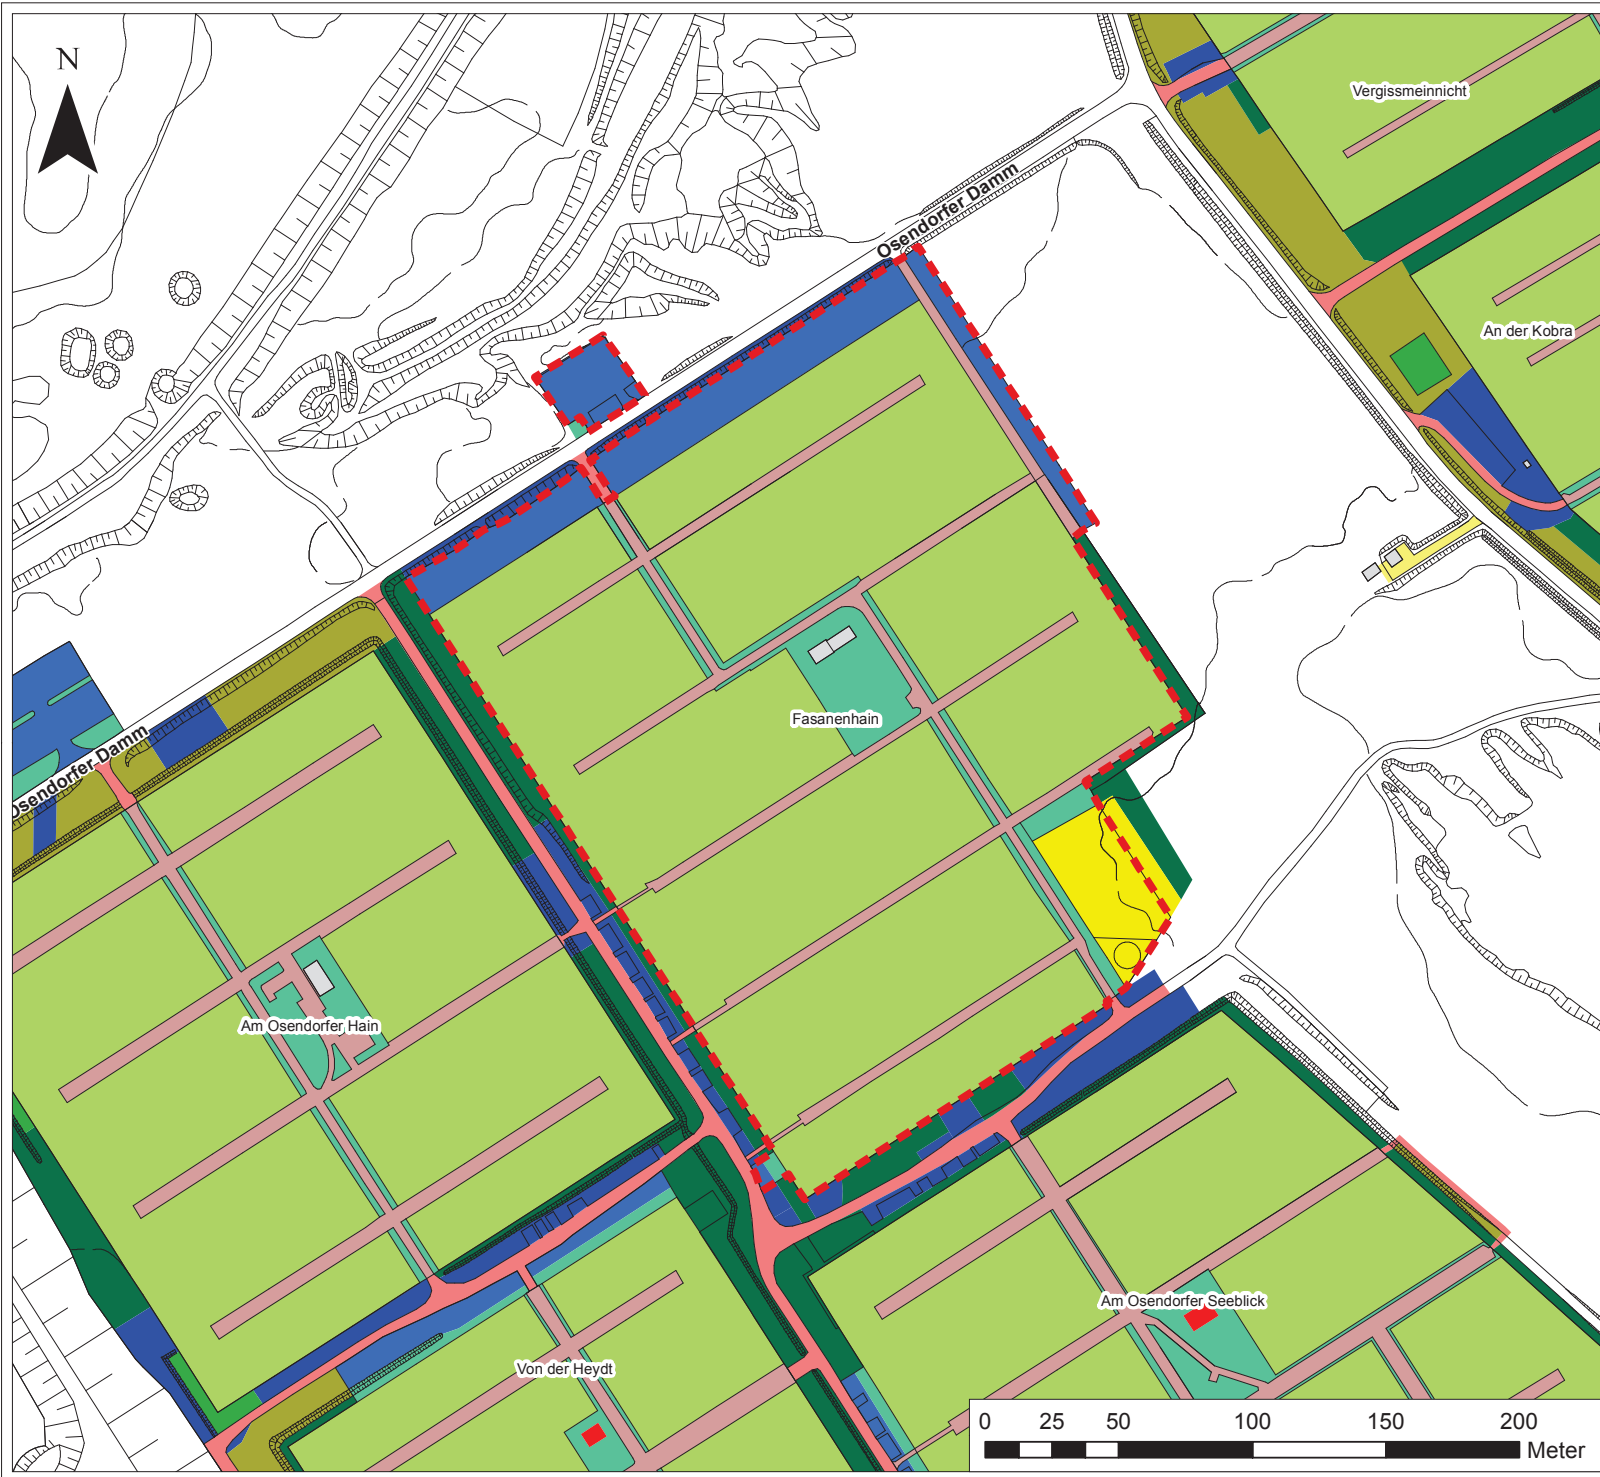 N
Vergissmeinnicht
Osendorfer Damm
An der Kobra
Fasanenhain
Osendorfer Damm
Am Osendorfer Hain
Am Osendorfer Seeblick
Von der Heydt
0 25 50 100 150 200
Meter